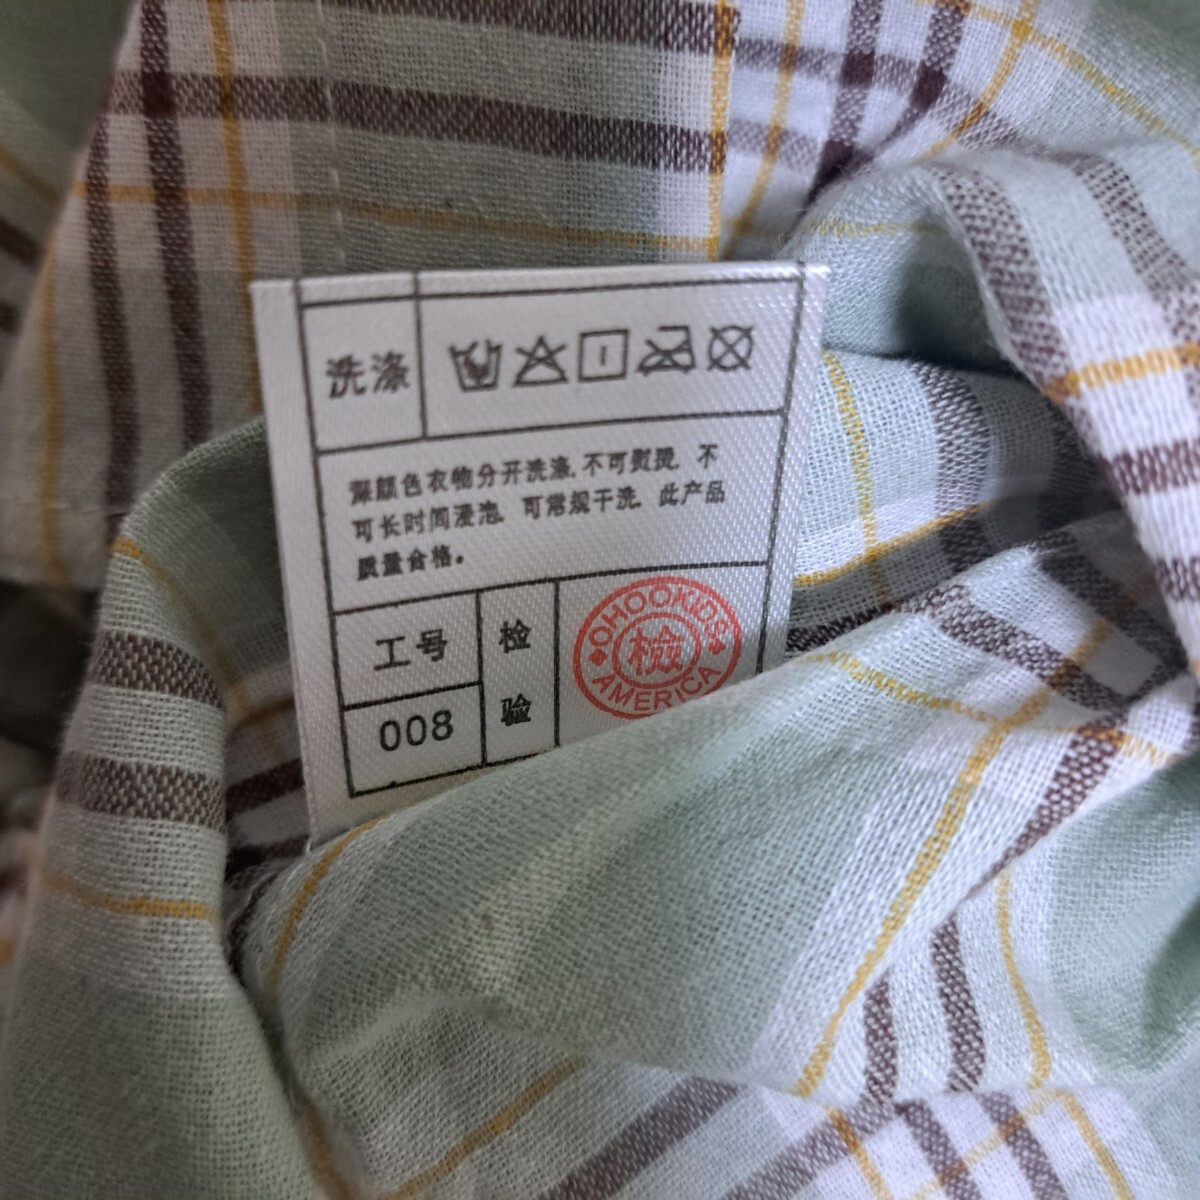 洗涤
深颜色衣物分开洗涤,不可熨烫,不
可长时间浸泡,可常规干洗,此产品
质量合格。
工号
检验
008
OHOOKIDS
檢
AMERICA